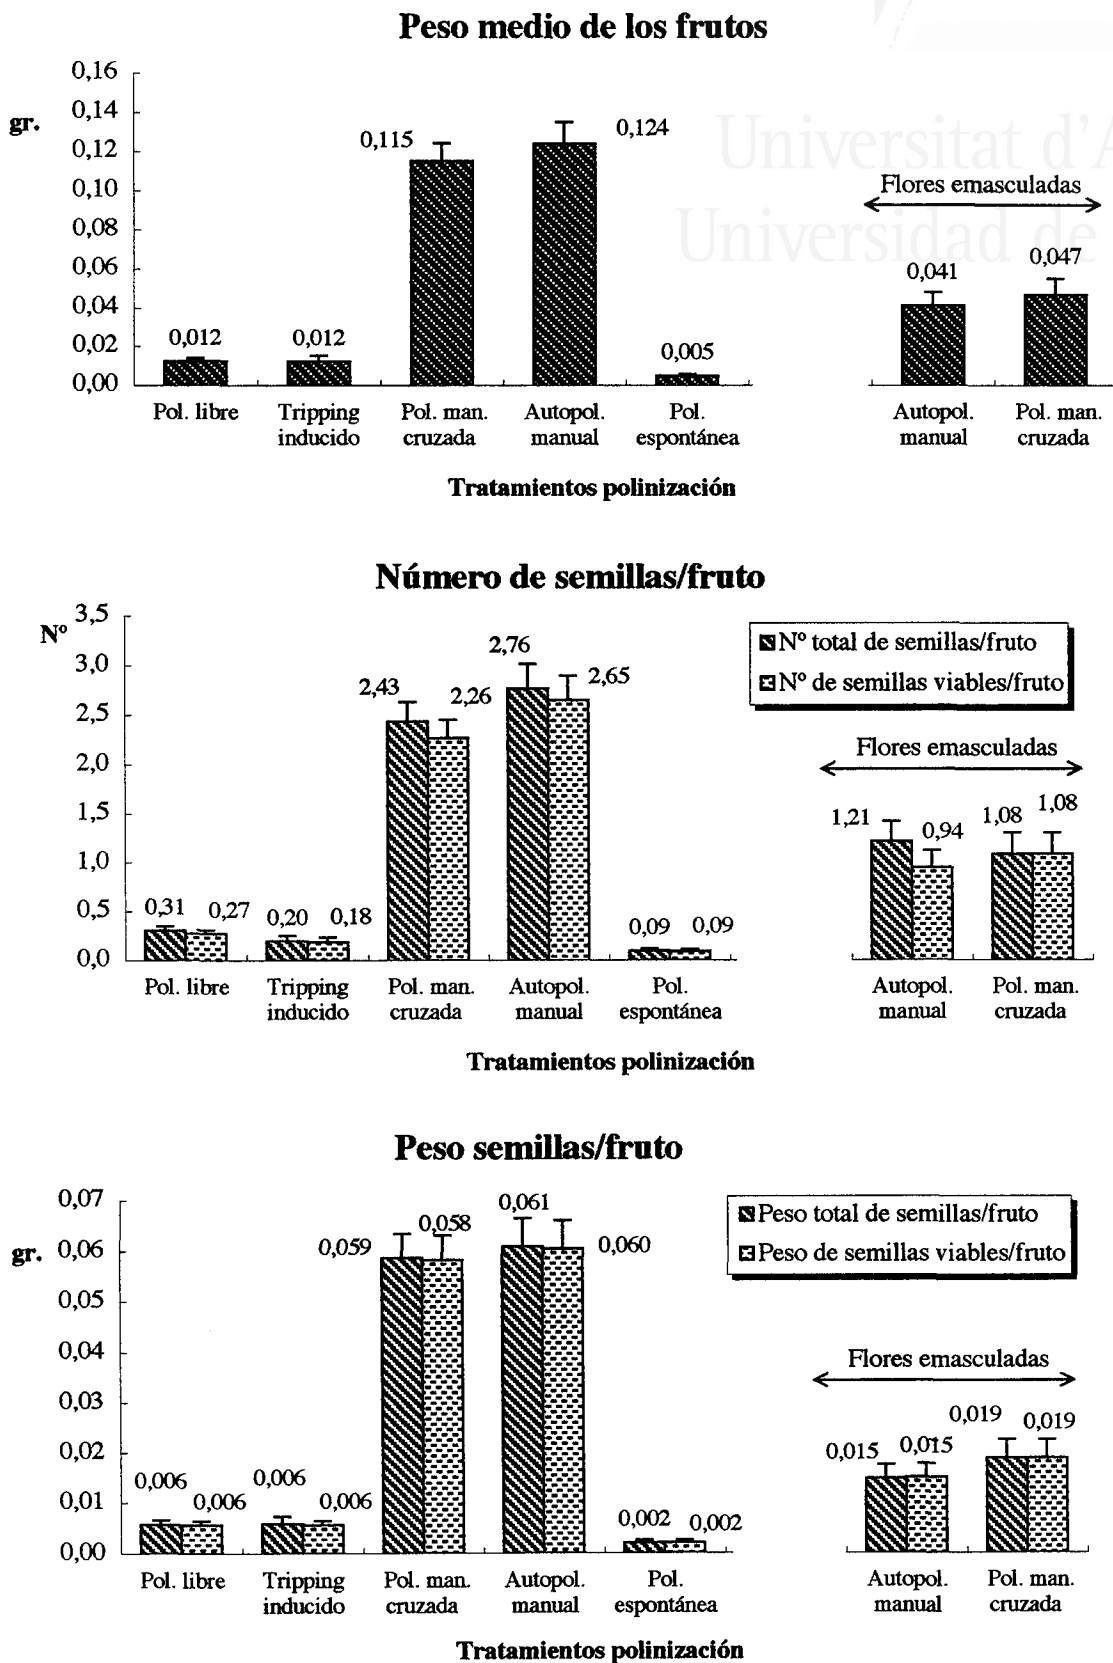 Peso medio de los frutos
gr.
0,16
0,14
0,12
0,10
0,08
0,06
0,04
0,02
0,00
0,012
0,012
0,115
0,124
0,005
Flores emasculadas
0,041
0,047
Pol. libre
Tripping
inducido
Pol. man.
cruzada
Autopol.
manual
Pol.
espontánea
Autopol.
manual
Pol. man.
cruzada
Tratamientos polinización
Universitat d'A
Universidad de
Número de semillas/fruto
Nº
3,5
3,0
2,5
2,0
1,5
1,0
0,5
0,0
0,31
0,27
0,20
0,18
2,43
2,26
2,76
2,65
0,09
0,09
Nº total de semillas/fruto
Nº de semillas viables/fruto
Flores emasculadas
1,21
0,94
1,08
1,08
Pol. libre
Tripping
inducido
Pol. man.
cruzada
Autopol.
manual
Pol.
espontánea
Autopol.
manual
Pol. man.
cruzada
Tratamientos polinización
Peso semillas/fruto
gr.
0,07
0,06
0,05
0,04
0,03
0,02
0,01
0,00
0,006
0,006
0,006
0,006
0,059
0,058
0,061
0,060
0,002
0,002
Peso total de semillas/fruto
Peso de semillas viables/fruto
Flores emasculadas
0,015
0,015
0,019
0,019
Pol. libre
Tripping
inducido
Pol. man.
cruzada
Autopol.
manual
Pol.
espontánea
Autopol.
manual
Pol. man.
cruzada
Tratamientos polinización